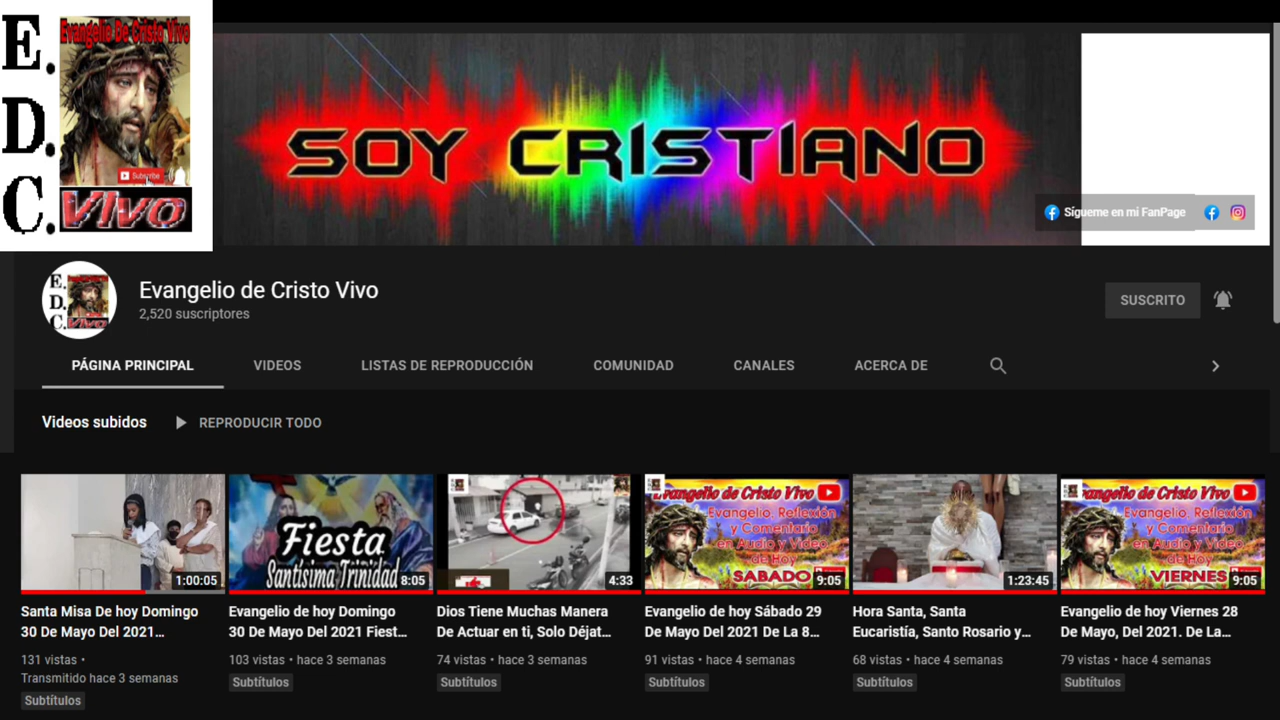 E.
D.
C.
Evangelio De Cristo Vivo
Subscribe
VIvo
SOY CRISTIANO
Sígueme en mi FanPage
E.
D.
C.
VIvo
Evangelio de Cristo Vivo
2,520 suscriptores
SUSCRITO
PÁGINA PRINCIPAL
VIDEOS
LISTAS DE REPRODUCCIÓN
COMUNIDAD
CANALES
ACERCA DE
Videos subidos
REPRODUCIR TODO
1:00:05
Santa Misa De hoy Domingo
30 De Mayo Del 2021...
131 vistas •
Transmitido hace 3 semanas
Subtítulos
Fiesta
Santísima Trinidad
8:05
Evangelio de hoy Domingo
30 De Mayo Del 2021 Fiest...
103 vistas • hace 3 semanas
Subtítulos
4:33
Dios Tiene Muchas Manera
De Actuar en ti, Solo Déjat...
74 vistas • hace 3 semanas
Subtítulos
Evangelio de Cristo Vivo
Evangelio, Reflexión
y Comentario
en Audio y Video
de Hoy
SABADO
9:05
Evangelio de hoy Sábado 29
De Mayo Del 2021 De La 8...
91 vistas • hace 4 semanas
Subtítulos
1:23:45
Hora Santa, Santa
Eucaristía, Santo Rosario y...
68 vistas • hace 4 semanas
Subtítulos
Evangelio de Cristo Vivo
Evangelio, Reflexión
y Comentario
en Audio y Video
de Hoy
VIERNES
9:05
Evangelio de hoy Viernes 28
De Mayo, Del 2021. De La...
79 vistas • hace 4 semanas
Subtítulos